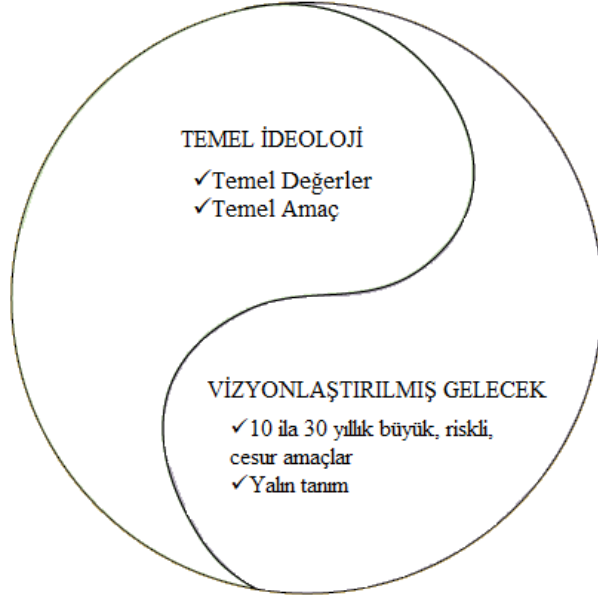 TEMEL İDEOLOJİ
✓Temel Değerler
✓Temel Amaç
VİZYONLAŞTIRILMIŞ GELECEK
✓10 ila 30 yıllık büyük, riskli,
cesur amaçlar
✓Yalın tanım